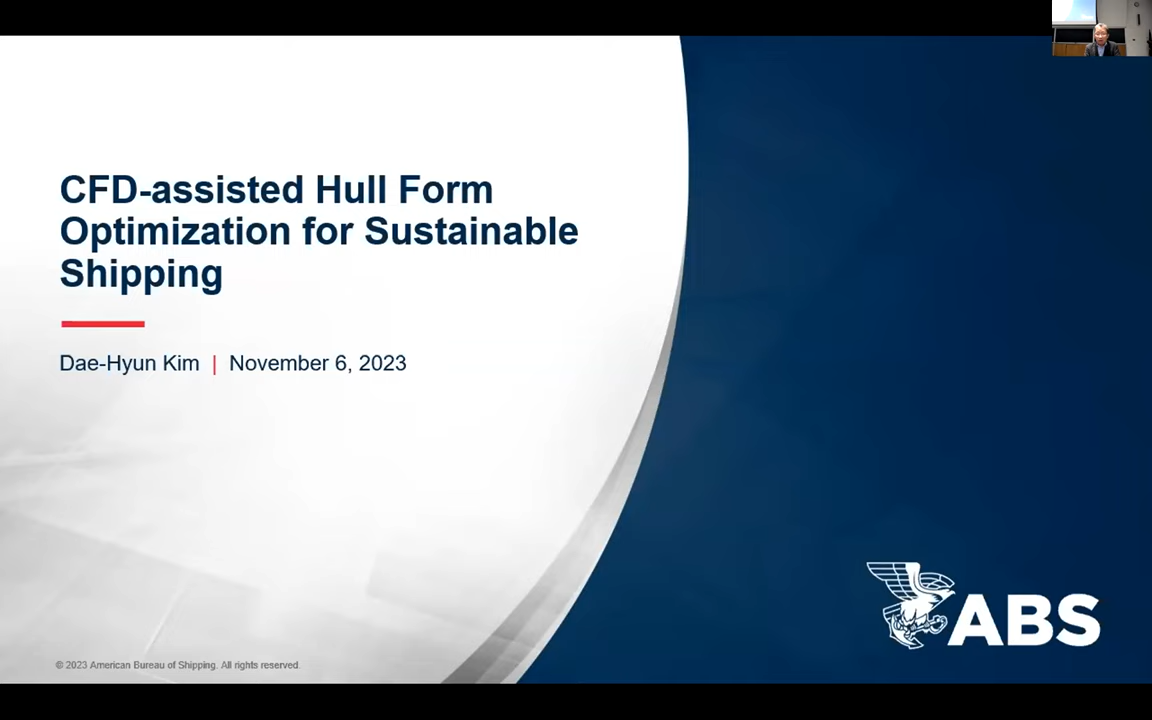 CFD-assisted Hull Form
Optimization for Sustainable
Shipping
Dae-Hyun Kim | November 6, 2023
ABS
© 2023 American Bureau of Shipping. All rights reserved.